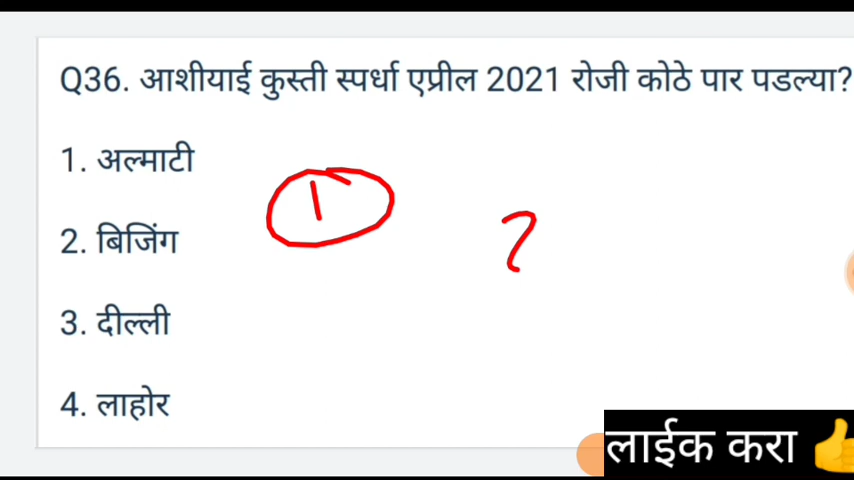 Q36. आशीयाई कुस्ती स्पर्धा एप्रील 2021 रोजी कोठे पार पडल्या?
1. अल्माटी
1
2. बिजिंग
?
3. दील्ली
4. लाहोर
लाईक करा 👍